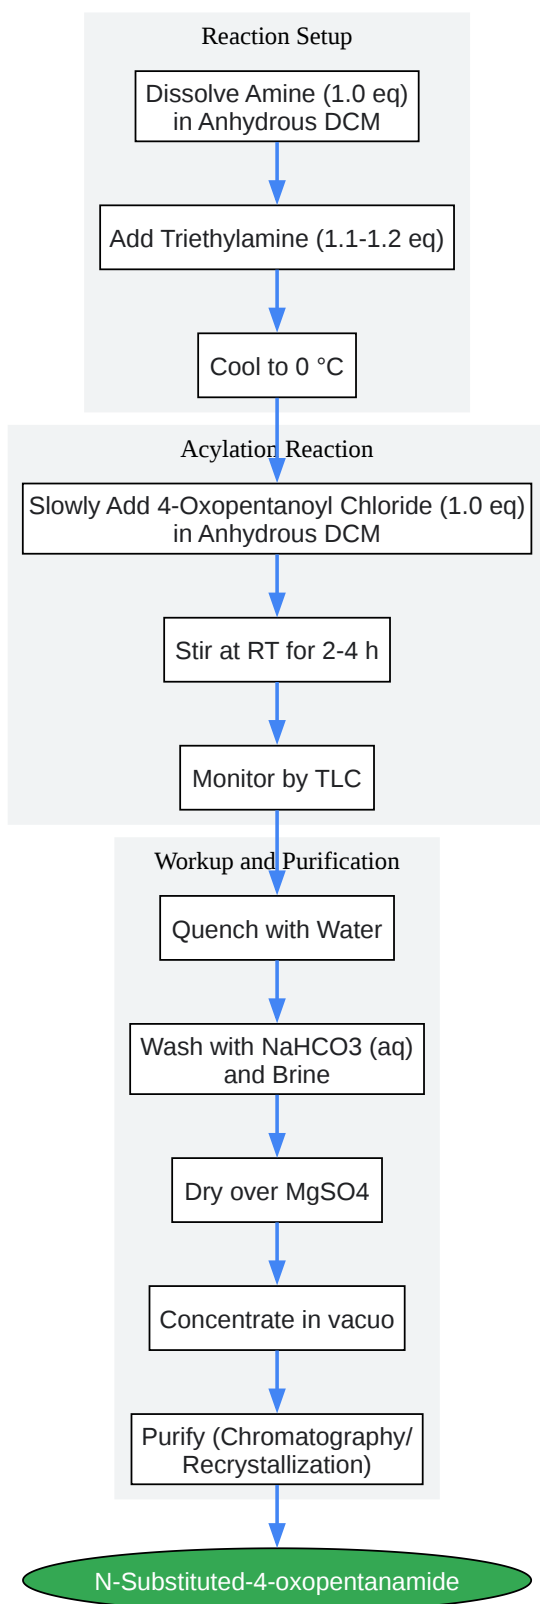 Reaction Setup
Dissolve Amine (1.0 eq)
in Anhydrous DCM
Add Triethylamine (1.1-1.2 eq)
Cool to 0 °C
Acylation Reaction
Slowly Add 4-Oxopentanoyl Chloride (1.0 eq)
in Anhydrous DCM
Stir at RT for 2-4 h
Monitor by TLC
Workup and Purification
Quench with Water
Wash with NaHCO3 (aq)
and Brine
Dry over MgSO4
Concentrate in vacuo
Purify (Chromatography/
Recrystallization)
N-Substituted-4-oxopentanamide